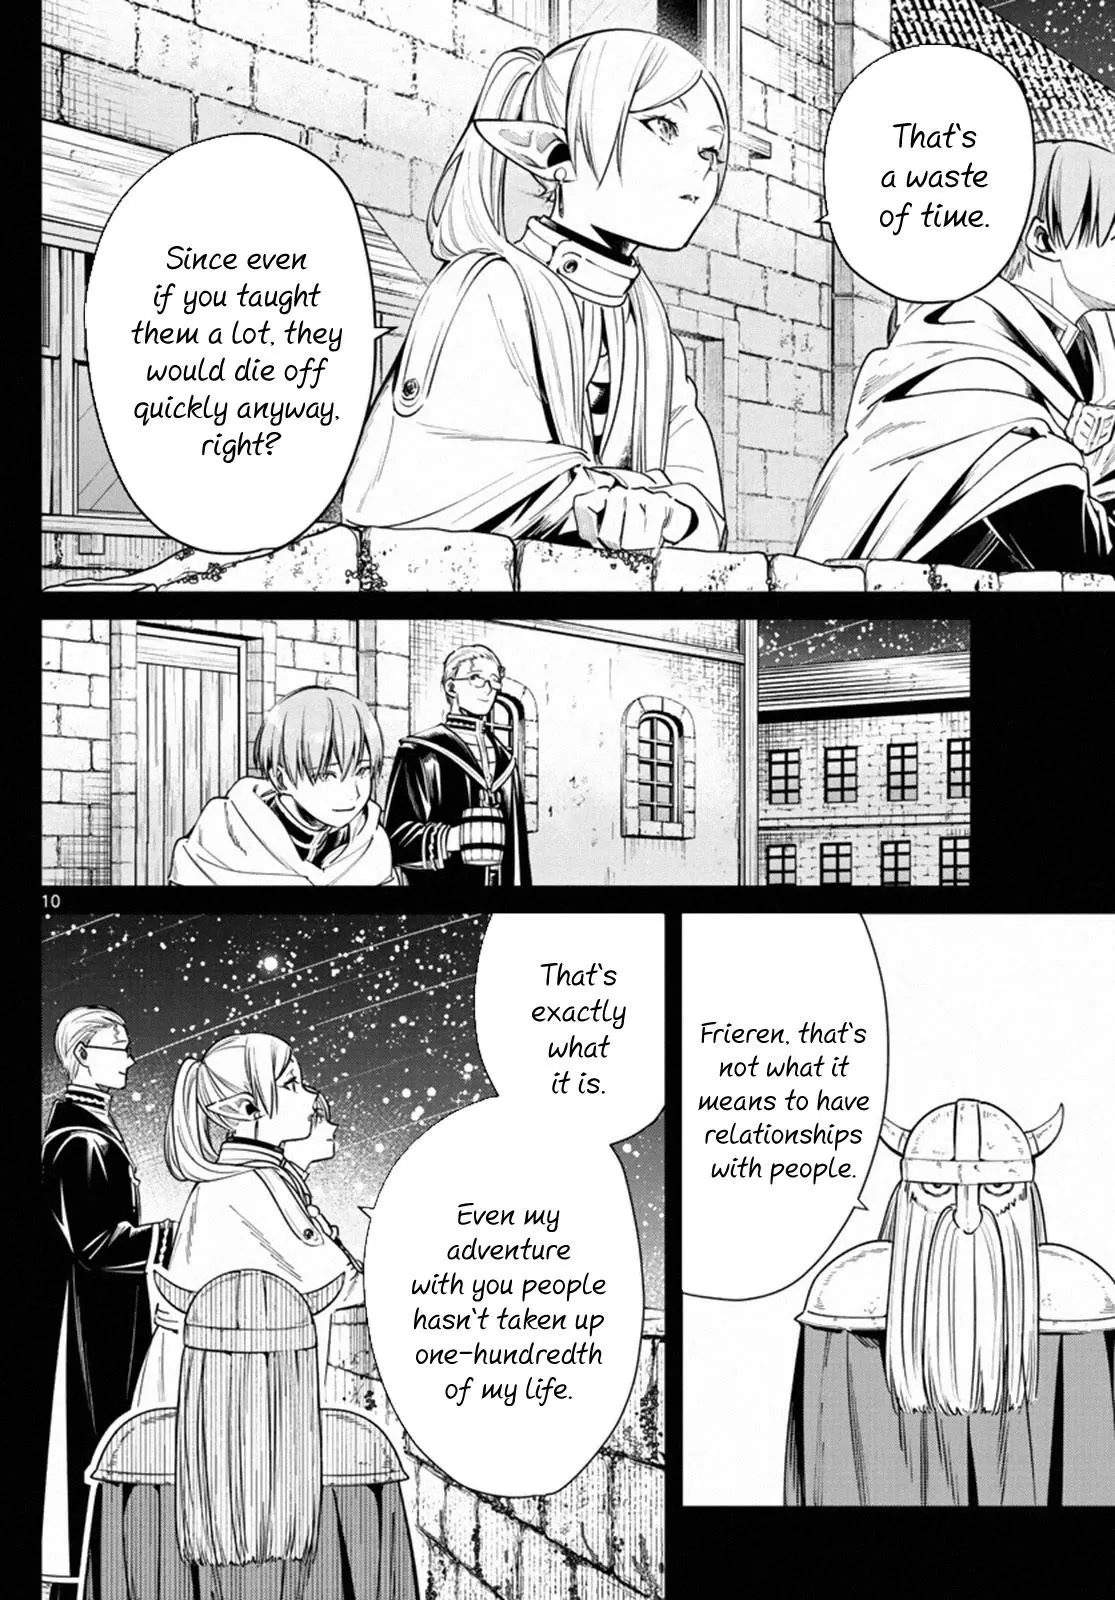 That's
a waste
of time.
Since even
if you taught
them a lot, they
would die off
quickly anyway,
right?
10
Frieren, that's
not what it
means to have
relationships
with people.
That's
exactly
what
it is.
Even my
adventure
with you people
hasn't taken up
one-hundredth
of my life.